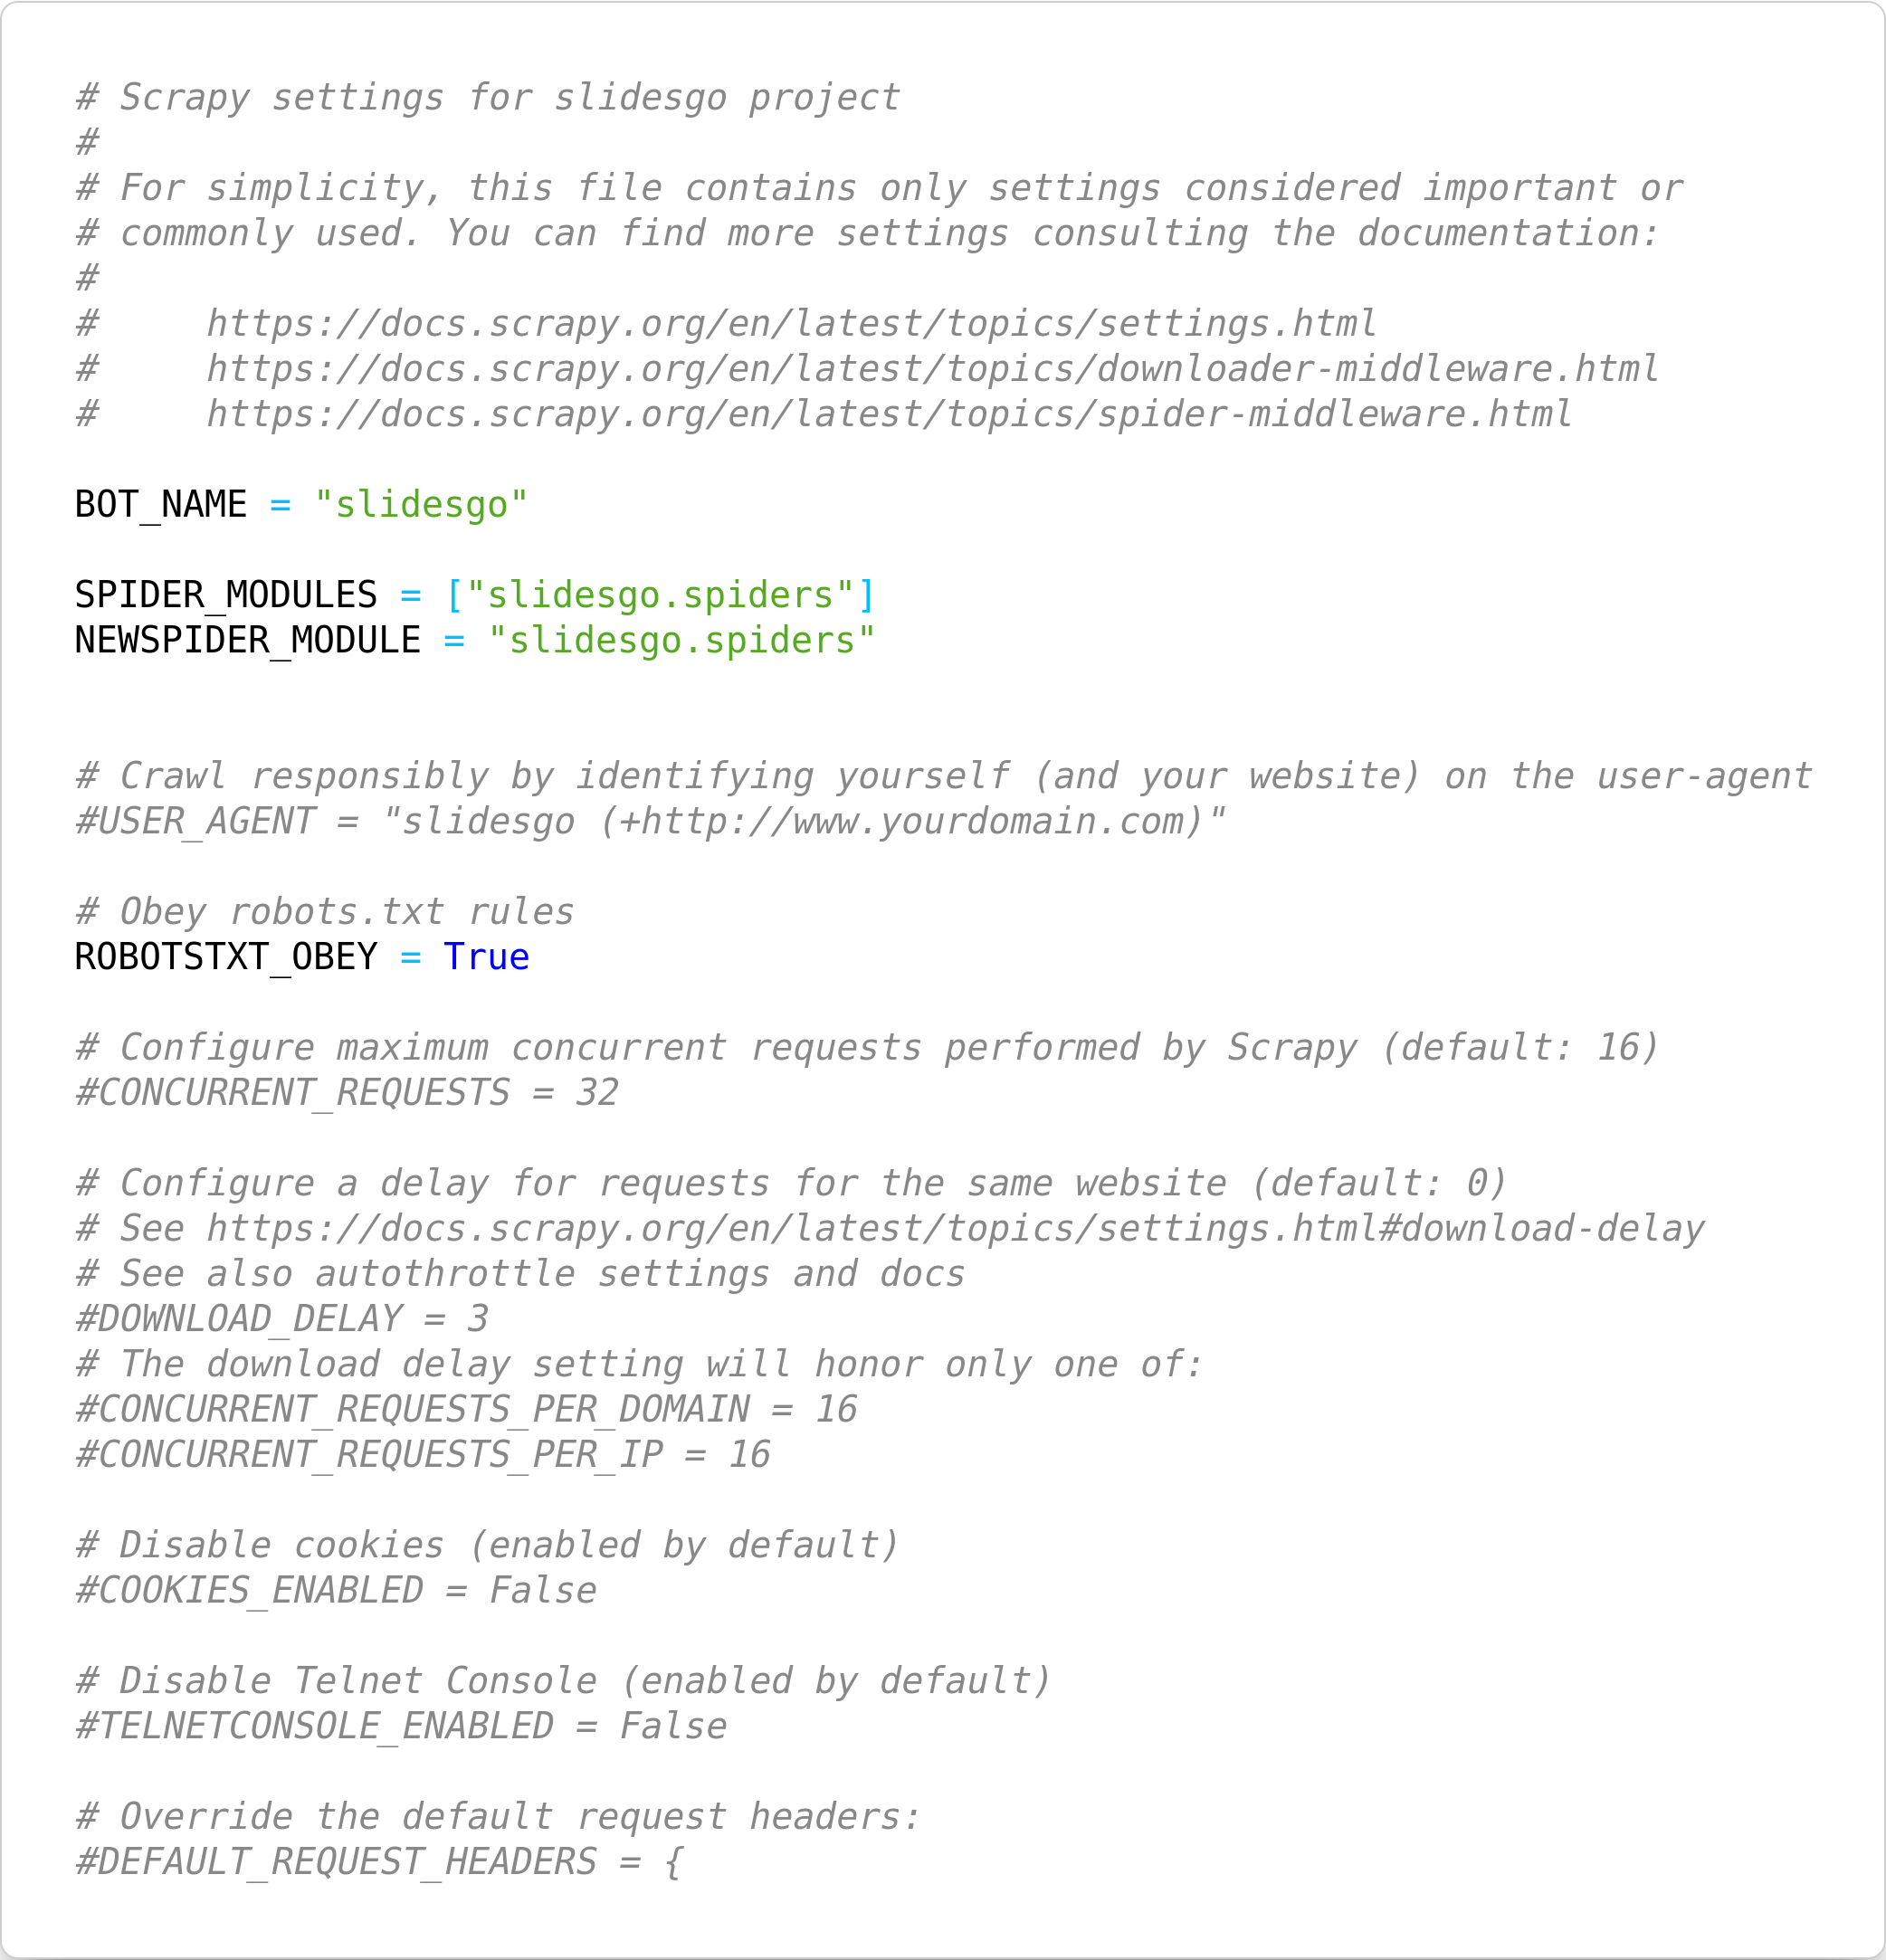 # Scrapy settings for slidesgo project
#
# For simplicity, this file contains only settings considered important or
# commonly used. You can find more settings consulting the documentation:
#
#     https://docs.scrapy.org/en/latest/topics/settings.html
#     https://docs.scrapy.org/en/latest/topics/downloader-middleware.html
#     https://docs.scrapy.org/en/latest/topics/spider-middleware.html

BOT_NAME = "slidesgo"

SPIDER_MODULES = ["slidesgo.spiders"]
NEWSPIDER_MODULE = "slidesgo.spiders"


# Crawl responsibly by identifying yourself (and your website) on the user-agent
#USER_AGENT = "slidesgo (+http://www.yourdomain.com)"

# Obey robots.txt rules
ROBOTSTXT_OBEY = True

# Configure maximum concurrent requests performed by Scrapy (default: 16)
#CONCURRENT_REQUESTS = 32

# Configure a delay for requests for the same website (default: 0)
# See https://docs.scrapy.org/en/latest/topics/settings.html#download-delay
# See also autothrottle settings and docs
#DOWNLOAD_DELAY = 3
# The download delay setting will honor only one of:
#CONCURRENT_REQUESTS_PER_DOMAIN = 16
#CONCURRENT_REQUESTS_PER_IP = 16

# Disable cookies (enabled by default)
#COOKIES_ENABLED = False

# Disable Telnet Console (enabled by default)
#TELNETCONSOLE_ENABLED = False

# Override the default request headers:
#DEFAULT_REQUEST_HEADERS = {